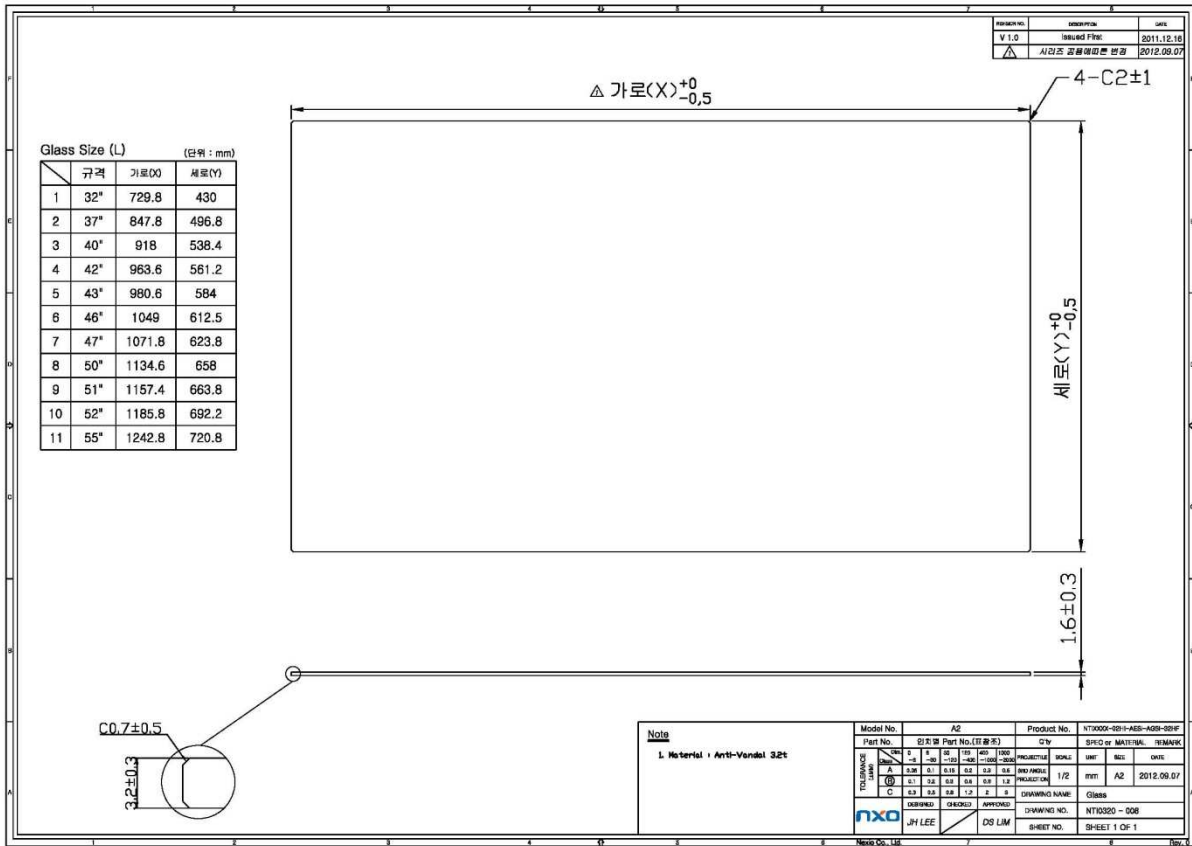 REVISION NO. DESCRIPTION DATE
V 1.0 Issued First 2011.12.16
⚠ 시리즈 공용에따른 변경 2012.09.07
4-C2±1
⚠ 가로(X)+0 -0,5
Glass Size (L) (단위 : mm)
규격 가로(X) 세로(Y)
1 32" 729.8 430
2 37" 847.8 496.8
3 40" 918 538.4
4 42" 963.6 561.2
5 43" 980.6 584
6 46" 1049 612.5
7 47" 1071.8 623.8
8 50" 1134.6 658
9 51" 1157.4 663.8
10 52" 1185.8 692.2
11 55" 1242.8 720.8
세로(Y)+0 -0,5
1.6±0.3
C0.7±0.5
3.2±0.3
Note
1. Material : Anti-Vandal 3.2t
Model No. A2 Product No.
Part No. Part No. Q'ty SPEC or MATERIAL REMARK
TOLERANCE
A
B
C
PROJECTILE SCALE UNIT SIZE DATE
3RD ANGLE PROJECTION 1/2 mm A2 2012.09.07
DRAWING NAME Glass
DESIGNED CHECKED APPROVED
DRAWING NO. NTI0320 - 008
nxo JH LEE DS LIM
SHEET NO. SHEET 1 OF 1
Nexio Co., Ltd. Rev. 0